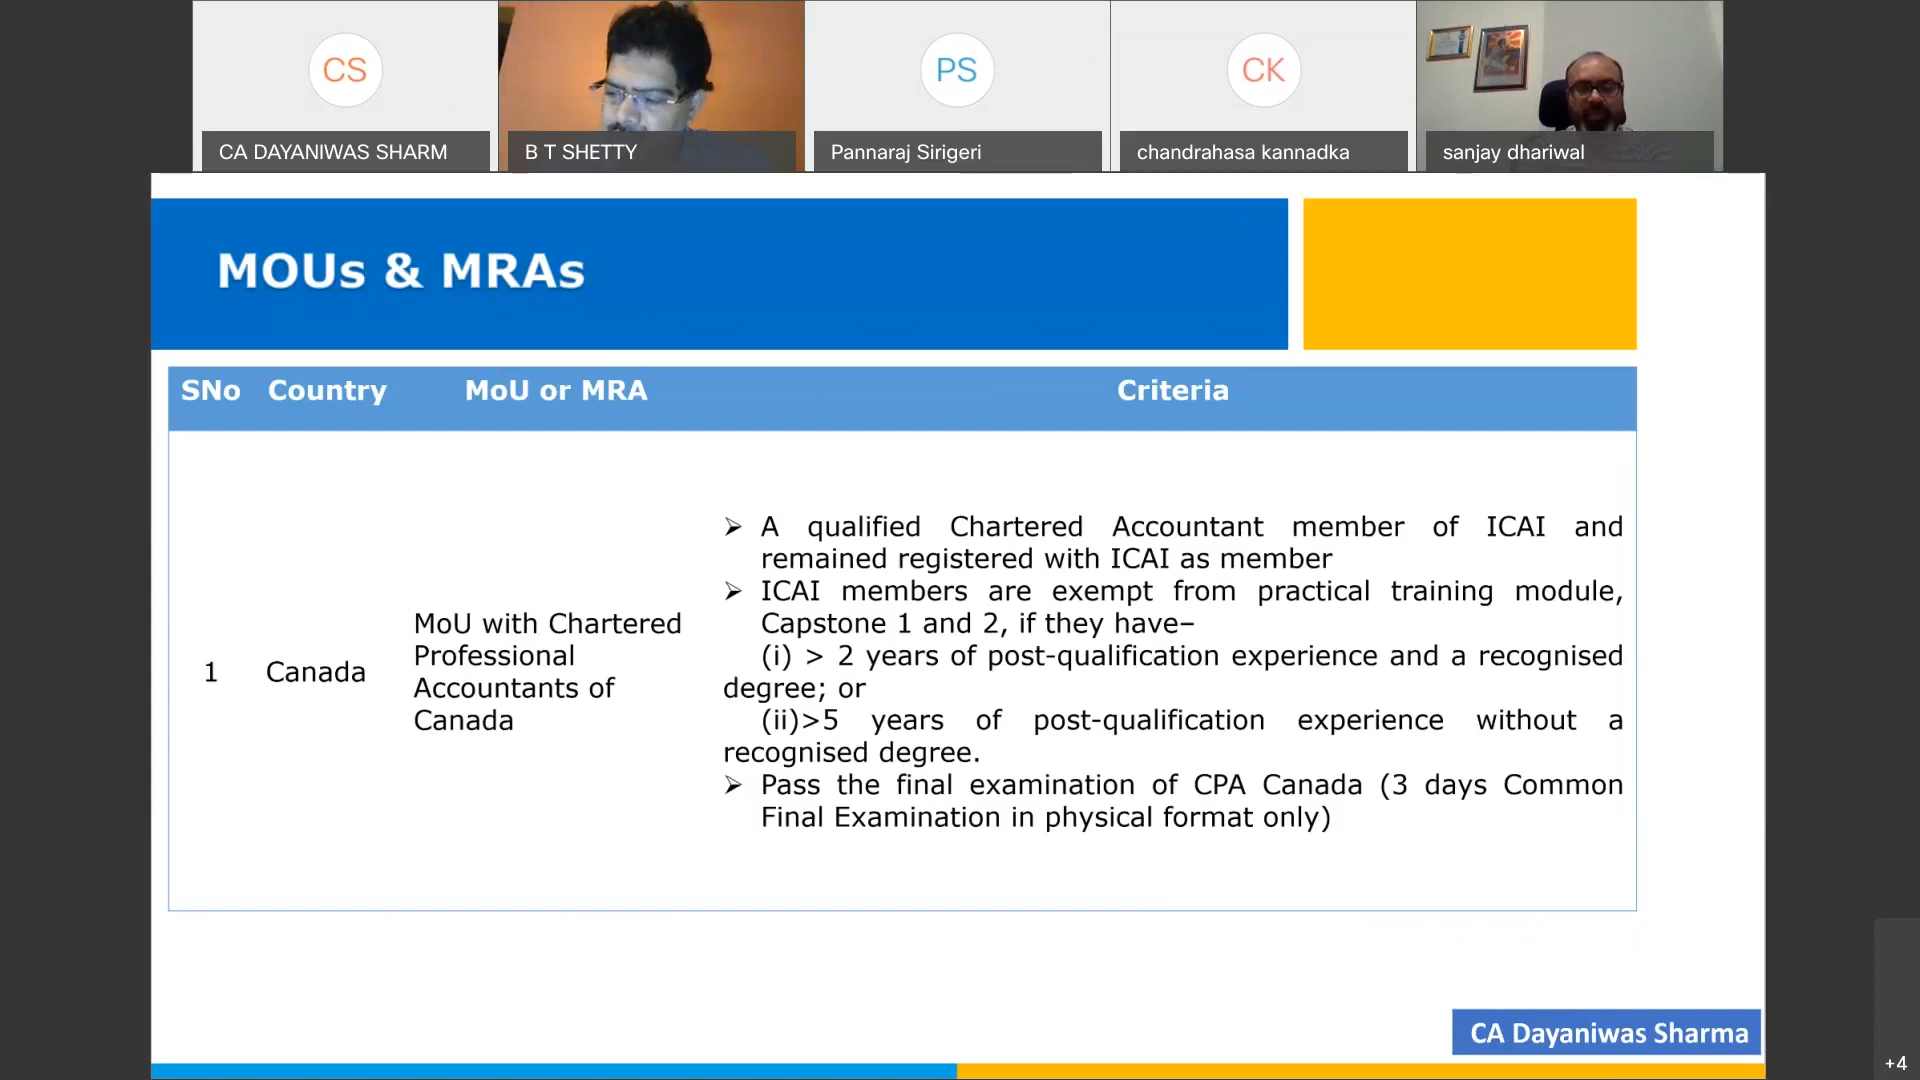 CS
PS
CK
CA DAYANIWAS SHARM
B T SHETTY
Pannaraj Sirigeri
chandrahasa kannadka
sanjay dhariwal
MOUs & MRAs
SNo Country MoU or MRA Criteria
1
Canada
MoU with Chartered
Professional
Accountants of
Canada
➢ A qualified Chartered Accountant member of ICAI and
remained registered with ICAI as member
➢ ICAI members are exempt from practical training module,
Capstone 1 and 2, if they have–
(i) > 2 years of post-qualification experience and a recognised
degree; or
(ii)>5 years of post-qualification experience without a
recognised degree.
➢ Pass the final examination of CPA Canada (3 days Common
Final Examination in physical format only)
CA Dayaniwas Sharma
+4